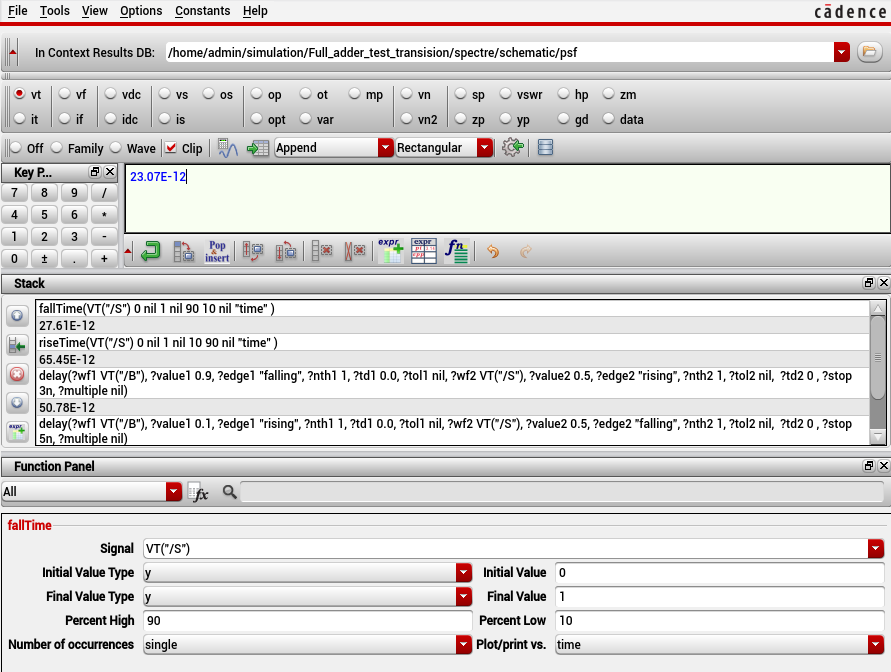 File Tools View Options Constants Help
cādence
In Context Results DB: /home/admin/simulation/Full_adder_test_transision/spectre/schematic/psf
vt vf vdc vs os op ot mp vn sp vswr hp zm
it if idc is opt var vn2 zp yp gd data
Off Family Wave Clip Append Rectangular
Key P...
23.07E-12
7 8 9 /
4 5 6 *
1 2 3 -
0 ± . +
Pop insert
expr
expr
fn
Stack
fallTime(VT("/S") 0 nil 1 nil 90 10 nil "time" )
27.61E-12
riseTime(VT("/S") 0 nil 1 nil 10 90 nil "time" )
65.45E-12
delay(?wf1 VT("/B"), ?value1 0.9, ?edge1 "falling", ?nth1 1, ?td1 0.0, ?tol1 nil, ?wf2 VT("/S"), ?value2 0.5, ?edge2 "rising", ?nth2 1, ?tol2 nil,  ?td2 0 , ?stop
3n, ?multiple nil)
50.78E-12
delay(?wf1 VT("/B"), ?value1 0.1, ?edge1 "rising", ?nth1 1, ?td1 0.0, ?tol1 nil, ?wf2 VT("/S"), ?value2 0.5, ?edge2 "falling", ?nth2 1, ?tol2 nil,  ?td2 0 , ?stop
5n, ?multiple nil)
expr
Function Panel
All fx
fallTime
Signal VT("/S")
Initial Value Type y Initial Value 0
Final Value Type y Final Value 1
Percent High 90 Percent Low 10
Number of occurrences single Plot/print vs. time